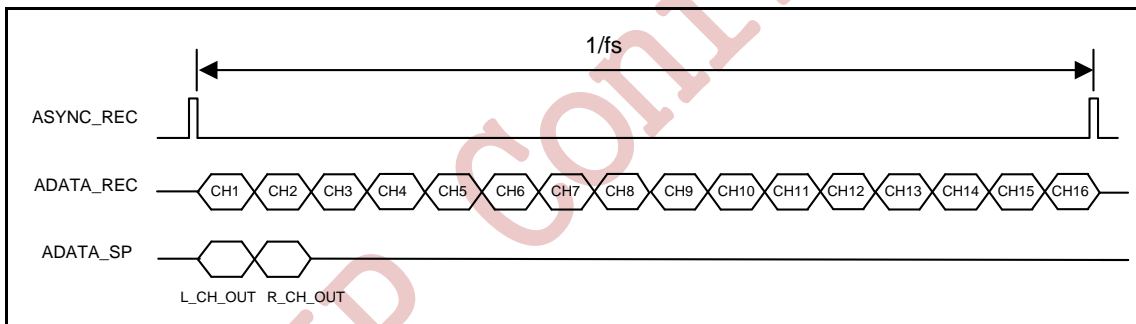 1/fs
ASYNC_REC
ADATA_REC CH1 CH2 CH3 CH4 CH5 CH6 CH7 CH8 CH9 CH10 CH11 CH12 CH13 CH14 CH15 CH16
ADATA_SP
L_CH_OUT R_CH_OUT